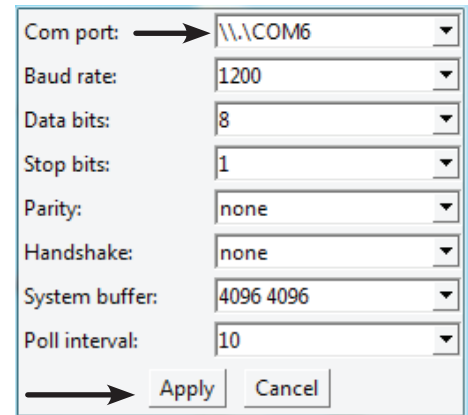 Com port: \\.\COM6
Baud rate: 1200
Data bits: 8
Stop bits: 1
Parity: none
Handshake: none
System buffer: 4096 4096
Poll interval: 10
Apply Cancel